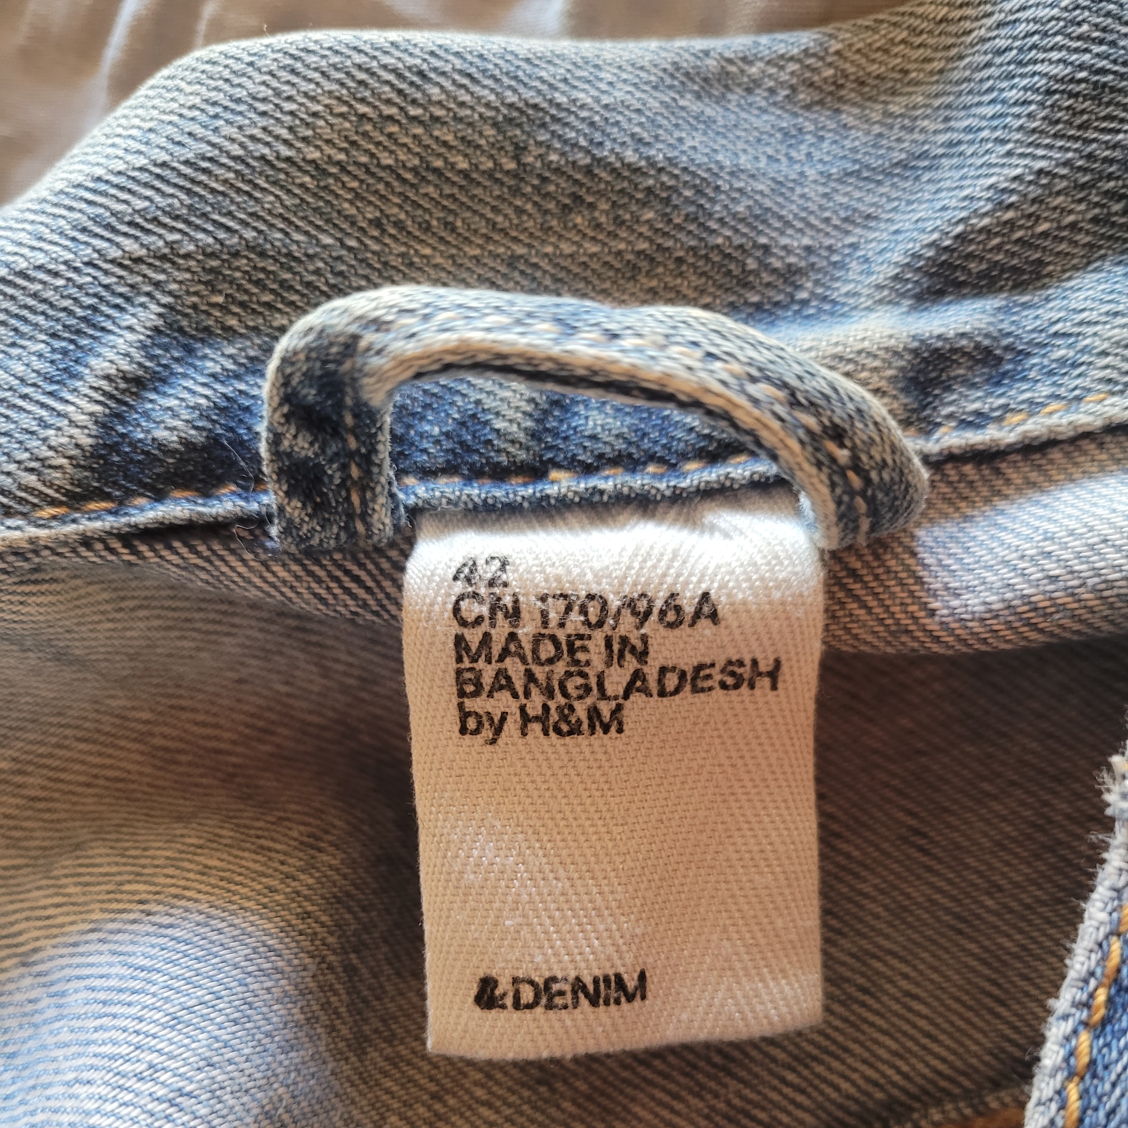 42
CN 170/96A
MADE IN
BANGLADESH
by H&M
&DENIM